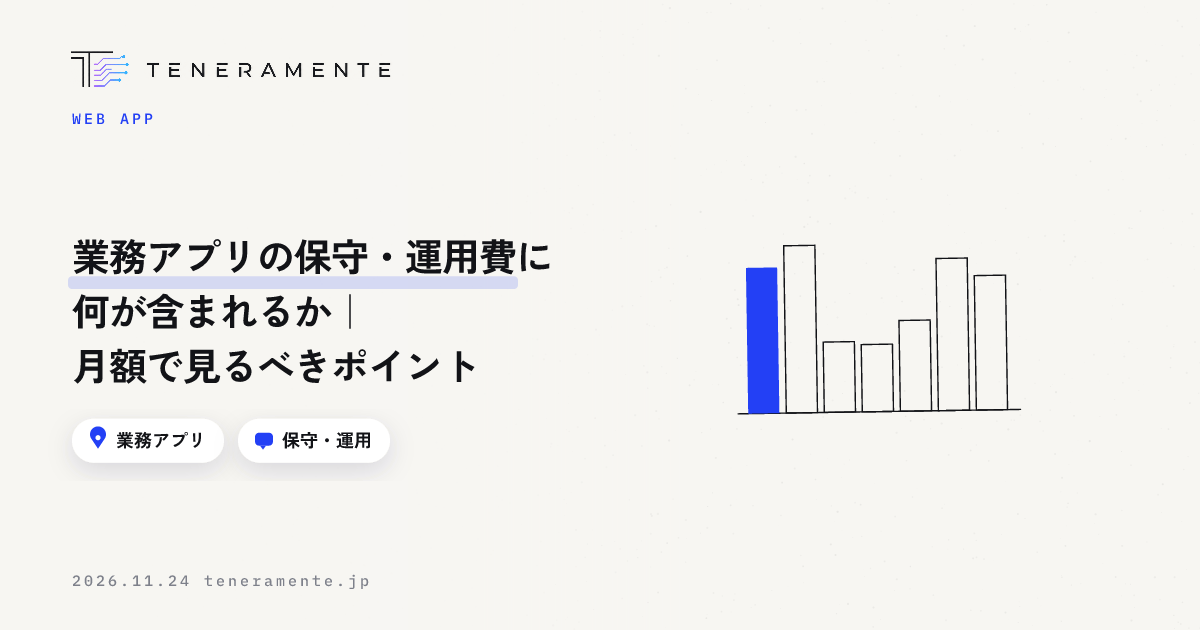 TENERAMENTE
WEB APP
業務アプリの保守・運用費に
何が含まれるか｜
月額で見るべきポイント
業務アプリ
保守・運用
2026.11.24 teneramente.jp